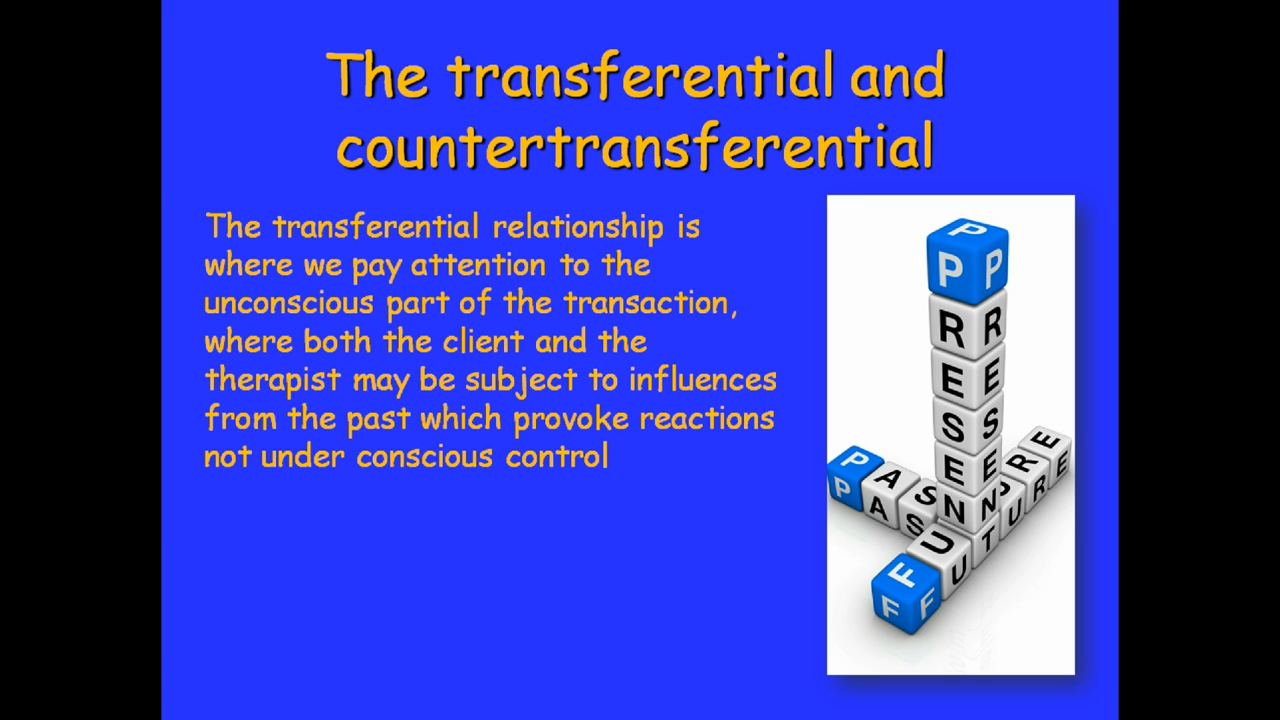 The transferential and
countertransferential
The transferential relationship is
where we pay attention to the
unconscious part of the transaction,
where both the client and the
therapist may be subject to influences
from the past which provoke reactions
not under conscious control
PRESENT
PAST
FUTURE